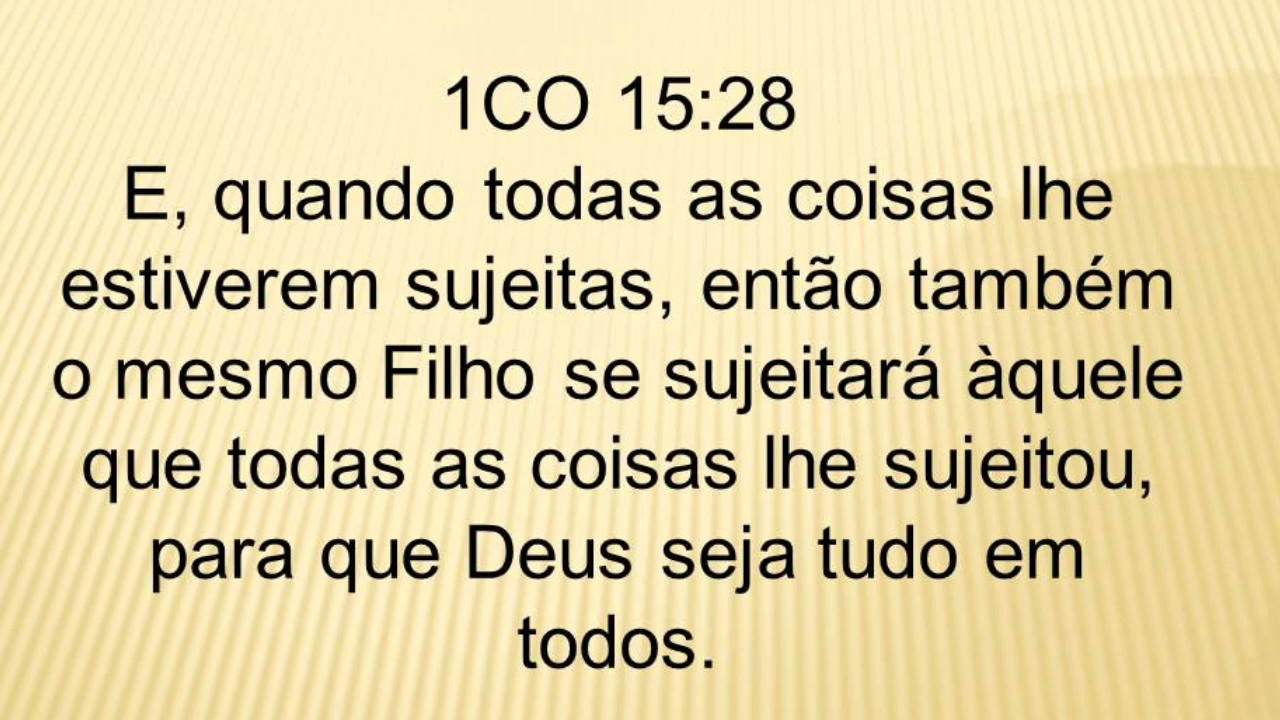 1CO 15:28
E, quando todas as coisas lhe
estiverem sujeitas, então também
o mesmo Filho se sujeitará àquele
que todas as coisas lhe sujeitou,
para que Deus seja tudo em
todos.